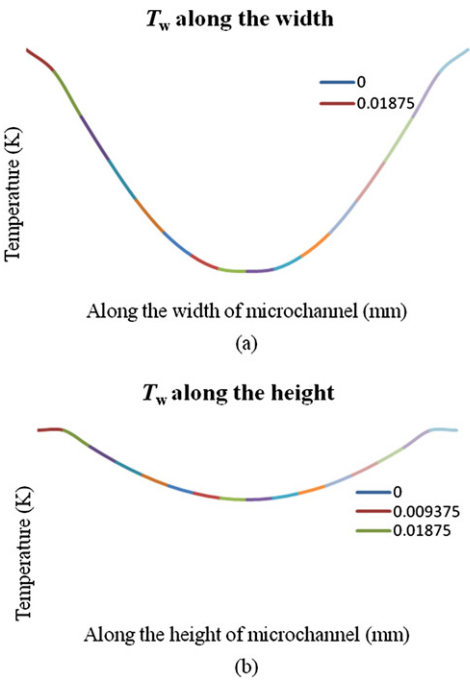 Tw along the width
0
0.01875
Temperature (K)
Along the width of microchannel (mm)
(a)
Tw along the height
0
0.009375
0.01875
Temperature (K)
Along the height of microchannel (mm)
(b)